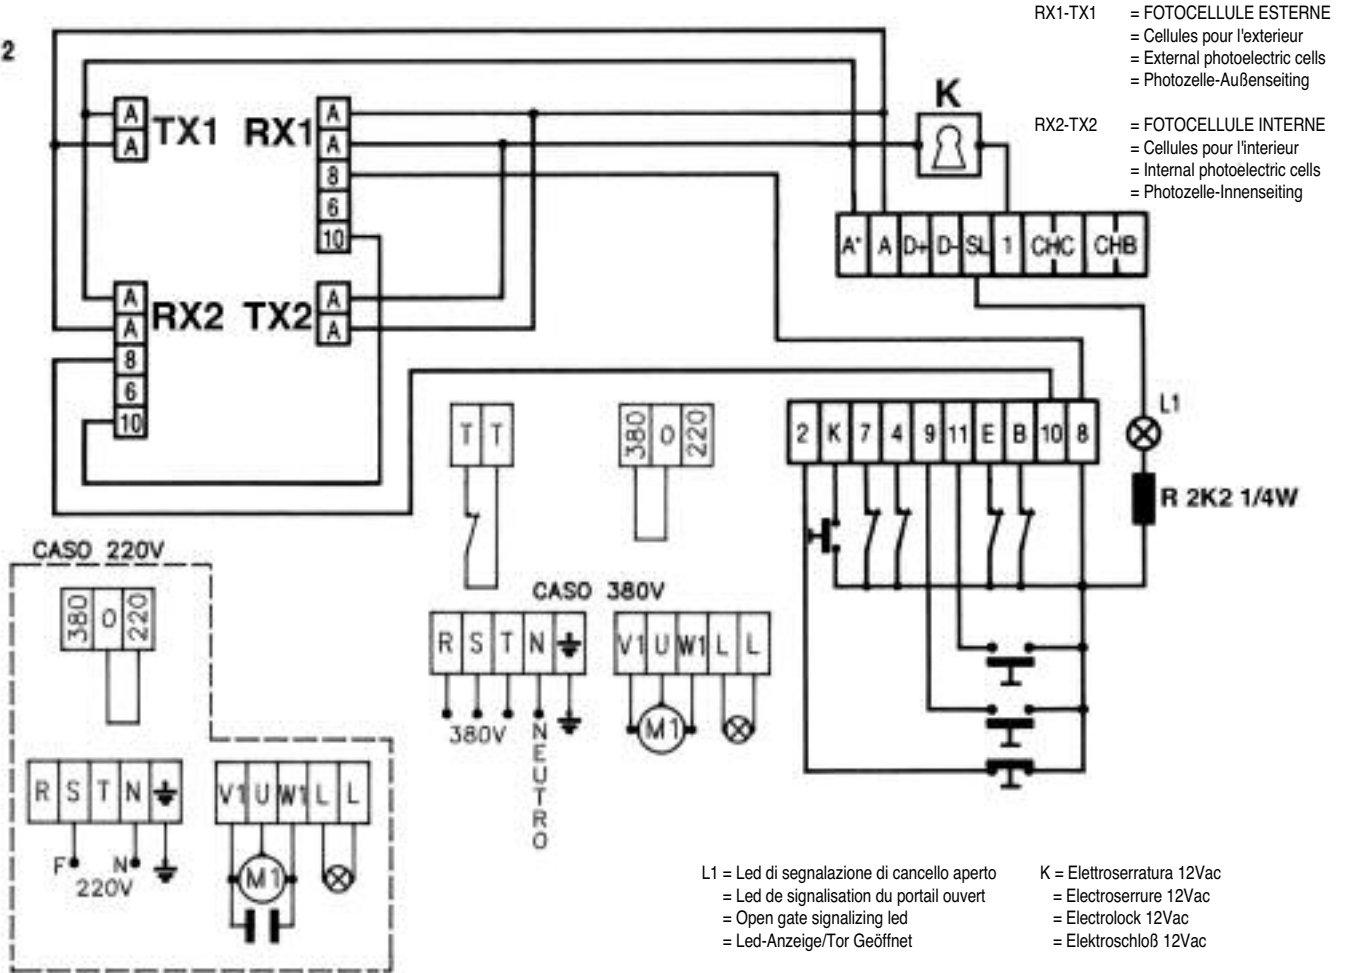 2
RX1-TX1 = FOTOCELLULE ESTERNE
= Cellules pour l'exterieur
= External photoelectric cells
= Photozelle-Außenseiting
RX2-TX2 = FOTOCELLULE INTERNE
= Cellules pour l'interieur
= Internal photoelectric cells
= Photozelle-Innenseiting
K
A TX1 RX1 A
A A
8
6
10
A* A D+ D- SL 1 CHC CHB
A RX2 TX2 A
A A
8
6
10
T T
380 0 220
2 K 7 4 9 11 E B 10 8
L1
R 2K2 1/4W
CASO 220V
380 0 220
CASO 380V
R S T N
V1 U W1 L L
380V
NEUTRO
M1
R S T N
V1 U W1 L L
F N
220V
M1
L1 = Led di segnalazione di cancello aperto
= Led de signalisation du portail ouvert
= Open gate signalizing led
= Led-Anzeige/Tor Geöffnet
K = Elettroserratura 12Vac
= Electroserrure 12Vac
= Electrolock 12Vac
= Elektroschloß 12Vac